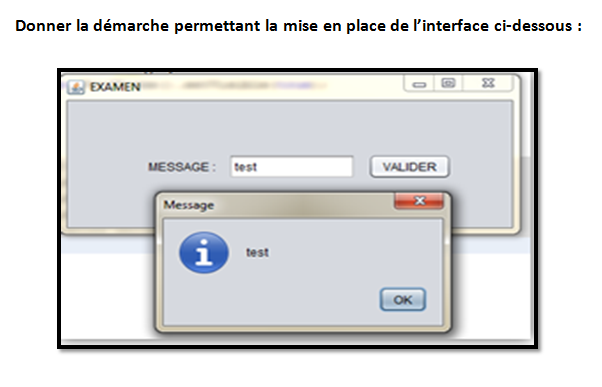 Donner la démarche permettant la mise en place de l’interface ci-dessous :
EXAMEN
MESSAGE : test VALIDER
Message
test
OK